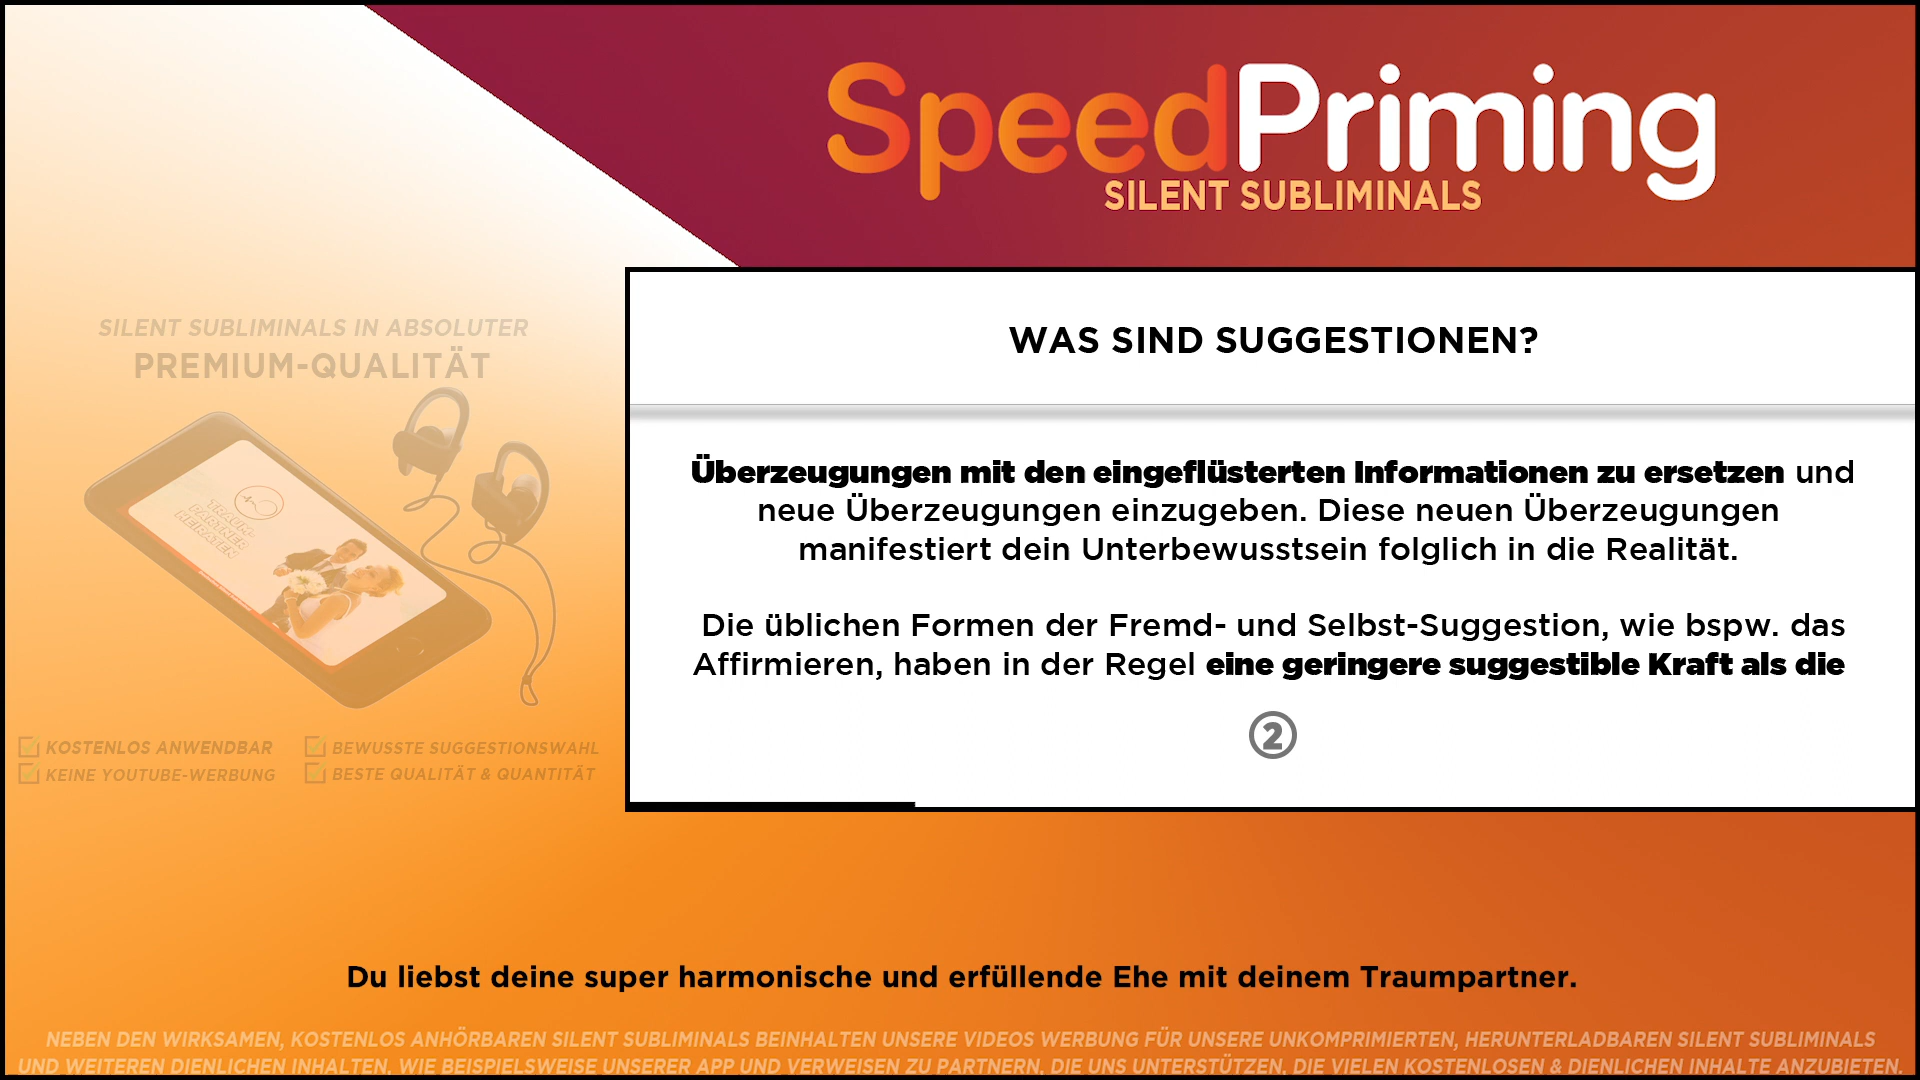 SpeedPriming
SILENT SUBLIMINALS
SILENT SUBLIMINALS IN ABSOLUTER
PREMIUM-QUALITÄT
TRAUM-
PARTNER
HEIRATEN
KOSTENLOS ANWENDBAR
KEINE YOUTUBE-WERBUNG
BEWUSSTE SUGGESTIONSWAHL
BESTE QUALITÄT & QUANTITÄT
WAS SIND SUGGESTIONEN?
Überzeugungen mit den eingeflüsterten Informationen zu ersetzen und
neue Überzeugungen einzugeben. Diese neuen Überzeugungen
manifestiert dein Unterbewusstsein folglich in die Realität.
Die üblichen Formen der Fremd- und Selbst-Suggestion, wie bspw. das
Affirmieren, haben in der Regel eine geringere suggestible Kraft als die
2
Du liebst deine super harmonische und erfüllende Ehe mit deinem Traumpartner.
NEBEN DEN WIRKSAMEN, KOSTENLOS ANHÖRBAREN SILENT SUBLIMINALS BEINHALTEN UNSERE VIDEOS WERBUNG FÜR UNSERE UNKOMPRIMIERTEN, HERUNTERLADBAREN SILENT SUBLIMINALS
UND WEITEREN DIENLICHEN INHALTEN, WIE BEISPIELSWEISE UNSERER APP UND VERWEISEN ZU PARTNERN, DIE UNS UNTERSTÜTZEN, DIE VIELEN KOSTENLOSEN & DIENLICHEN INHALTE ANZUBIETEN.